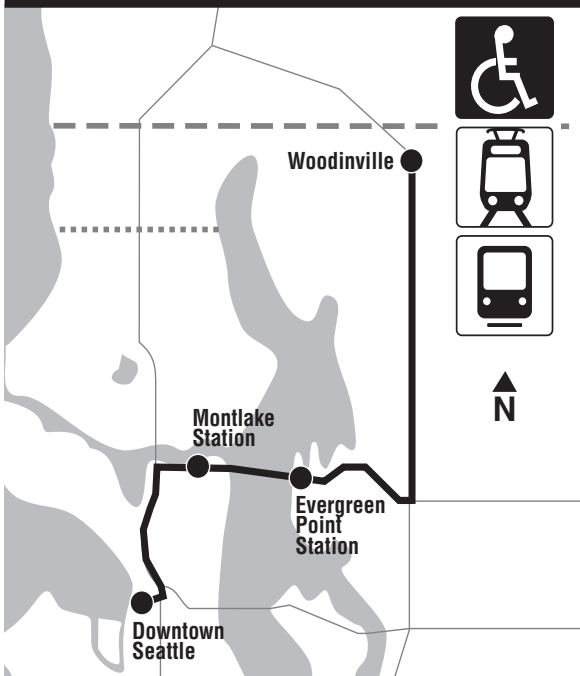 Woodinville
N
Montlake
Station
Evergreen
Point
Station
Downtown
Seattle